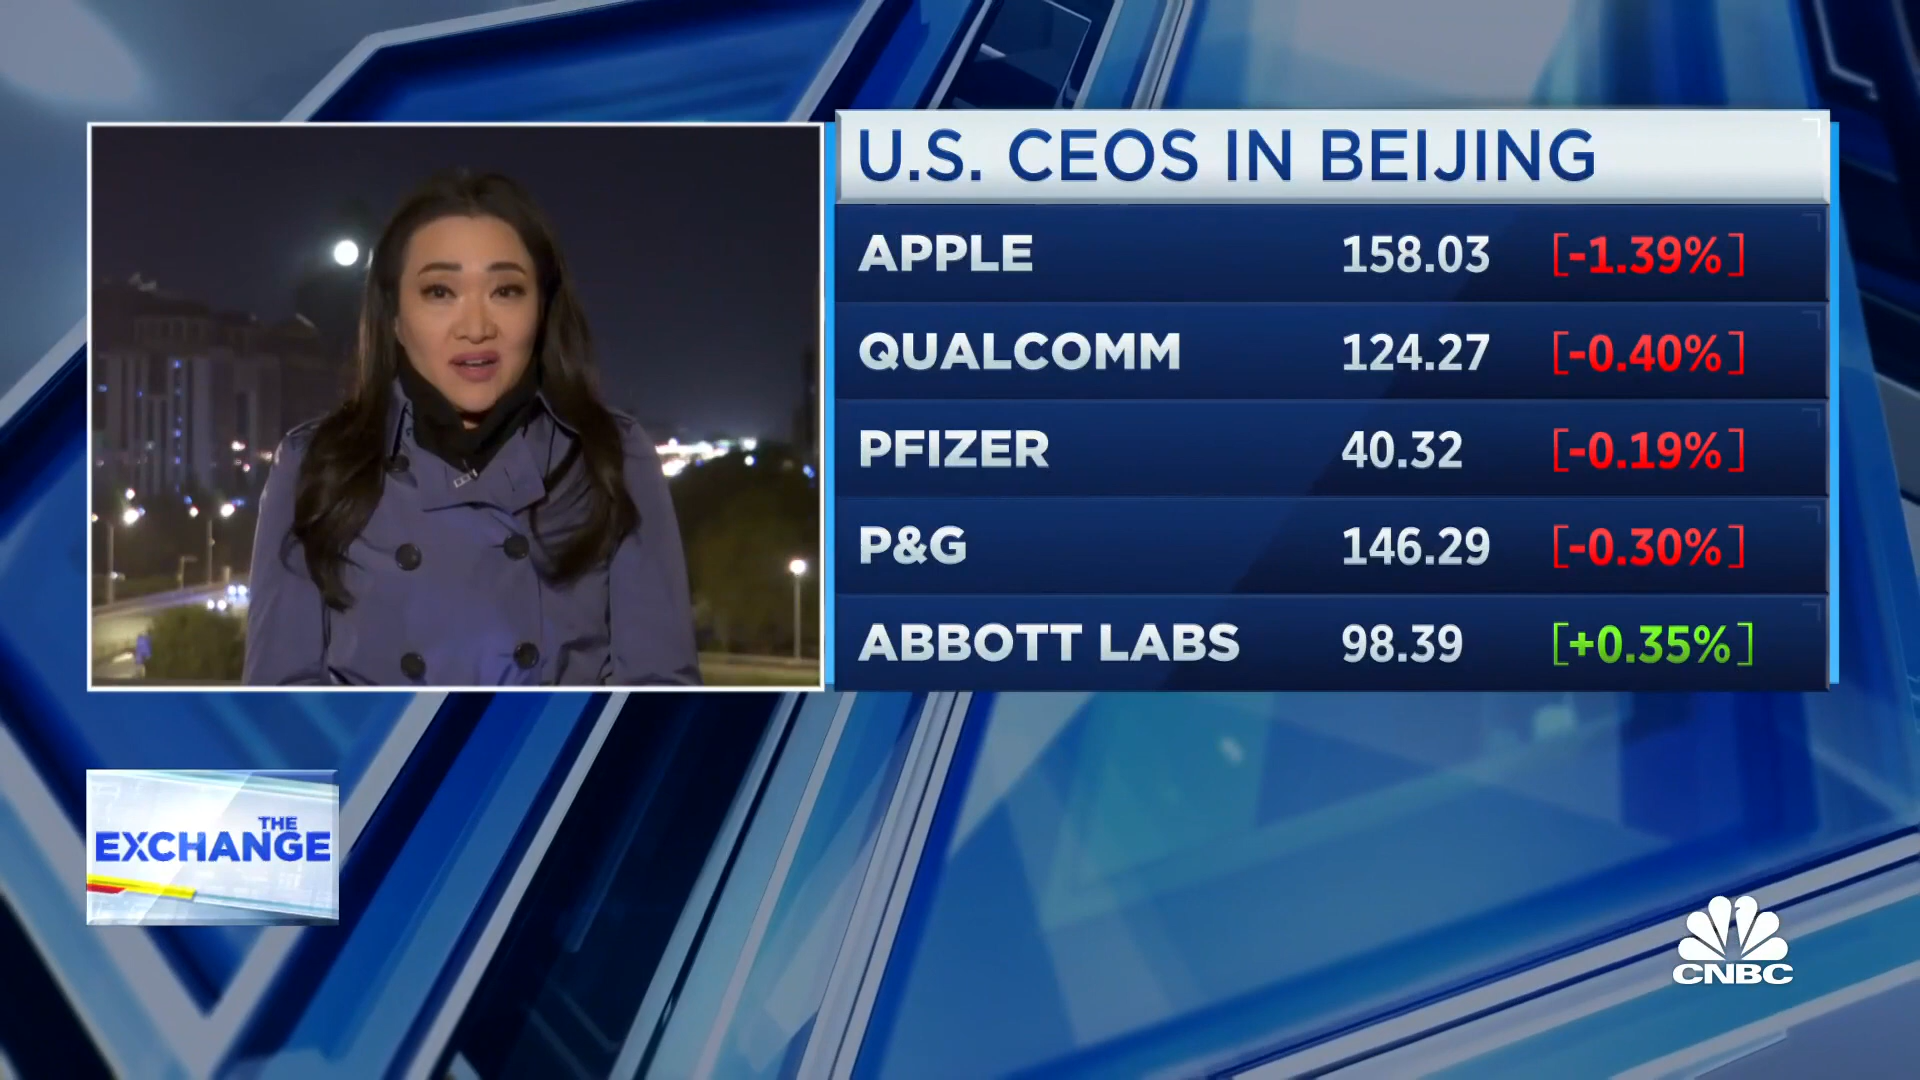 U.S. CEOS IN BEIJING
APPLE 158.03 [-1.39%]
QUALCOMM 124.27 [-0.40%]
PFIZER 40.32 [-0.19%]
P&G 146.29 [-0.30%]
ABBOTT LABS 98.39 [+0.35%]
THE
EXCHANGE
CNBC